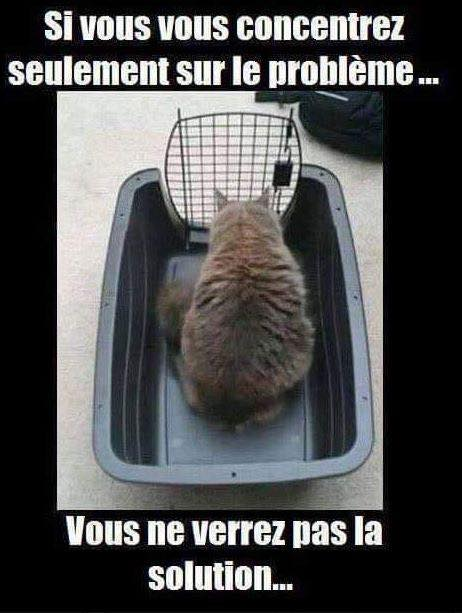 Si vous vous concentrez
seulement sur le problème...
Vous ne verrez pas la
solution...